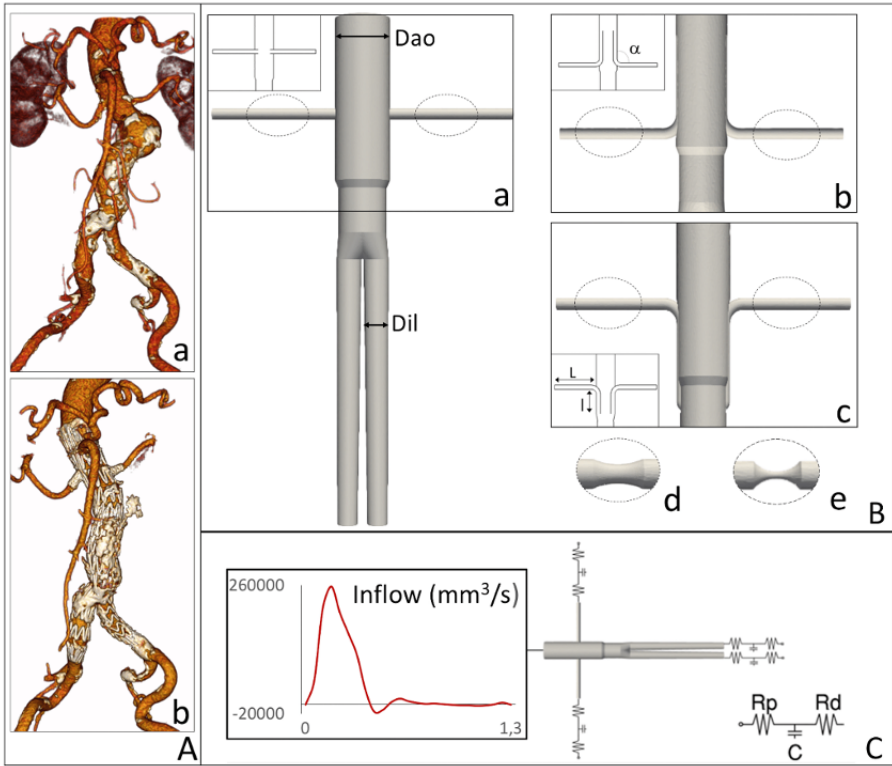 a
b
A
Dao
a
Dil
α
b
L
l
c
d
e
B
260000
Inflow (mm³/s)
-20000
0
1,3
Rp
Rd
C
C